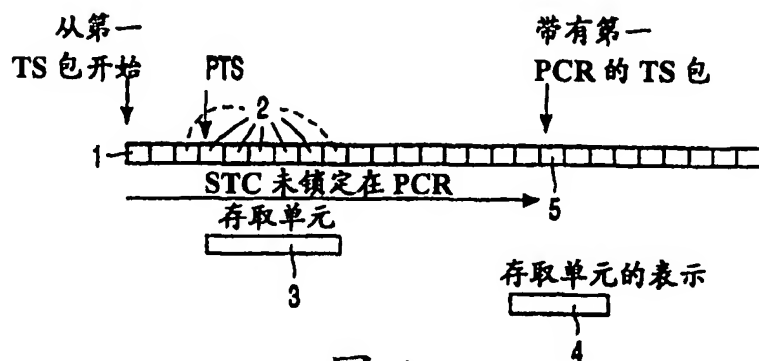 从第一
TS 包开始
PTS
2
带有第一
PCR 的 TS 包
1
STC 未锁定在 PCR
5
存取单元
3
存取单元的表示
4